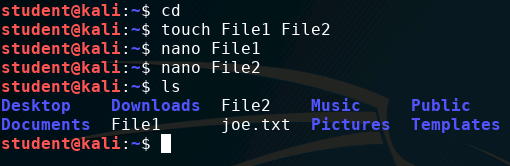 student@kali:~$ cd
student@kali:~$ touch File1 File2
student@kali:~$ nano File1
student@kali:~$ nano File2
student@kali:~$ ls
Desktop    Downloads  File2    Music     Public
Documents  File1      joe.txt  Pictures  Templates
student@kali:~$